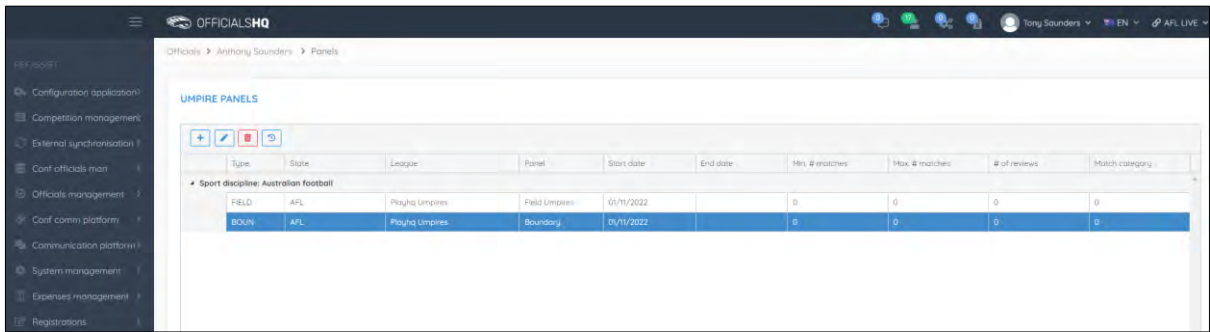 OFFICIALSHQ
0 17 0 0 Tony Saunders EN AFL LIVE
Officials > Anthony Saunders > Panels
Configuration application
Competition management
External synchronisation
Conf officials man
Officials management
Conf comm platform
Communication platform
System management
Expenses management
Registrations
UMPIRE PANELS
Type State League Panel Start date End date Min. # matches Max. # matches # of reviews Match category
Sport discipline: Australian football
FIELD AFL Playhq Umpires Field Umpires 01/11/2022 0 0 0 0
BOUN AFL Playhq Umpires Boundary 01/11/2022 0 0 0 0